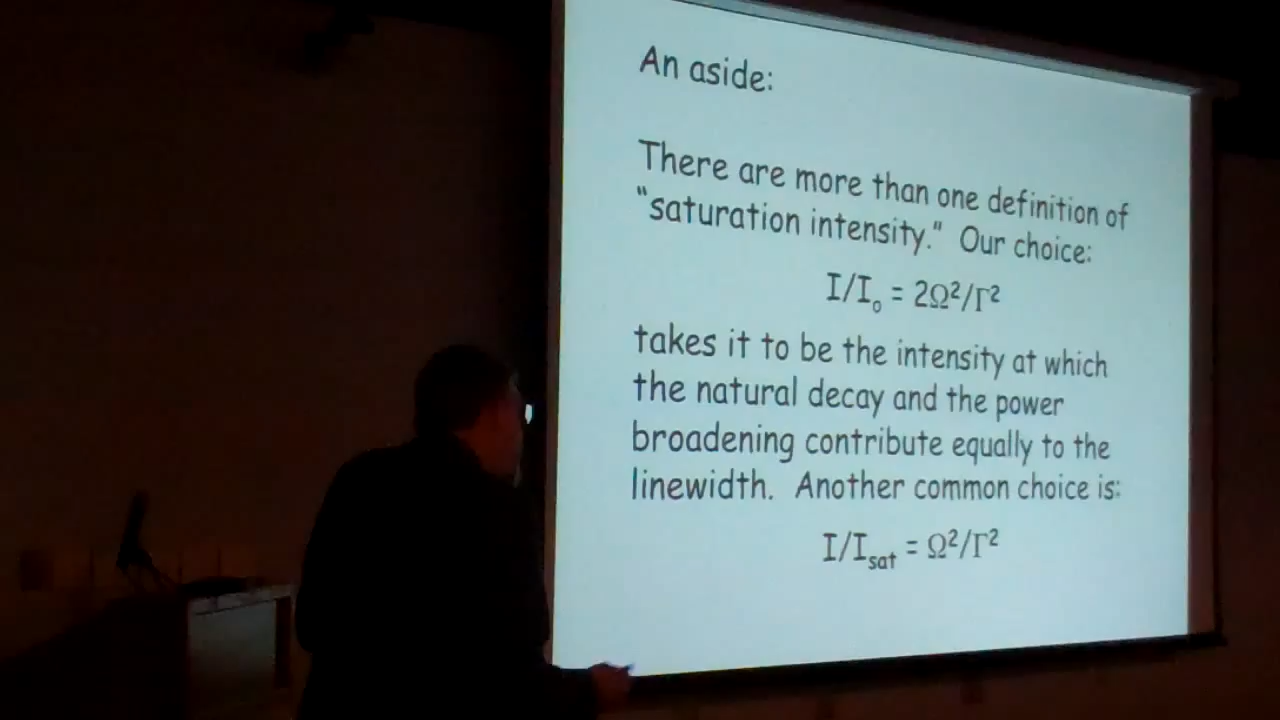 An aside:
There are more than one definition of
“saturation intensity.” Our choice:
I/I₀ = 2Ω²/Γ²
takes it to be the intensity at which
the natural decay and the power
broadening contribute equally to the
linewidth. Another common choice is:
I/Isat = Ω²/Γ²